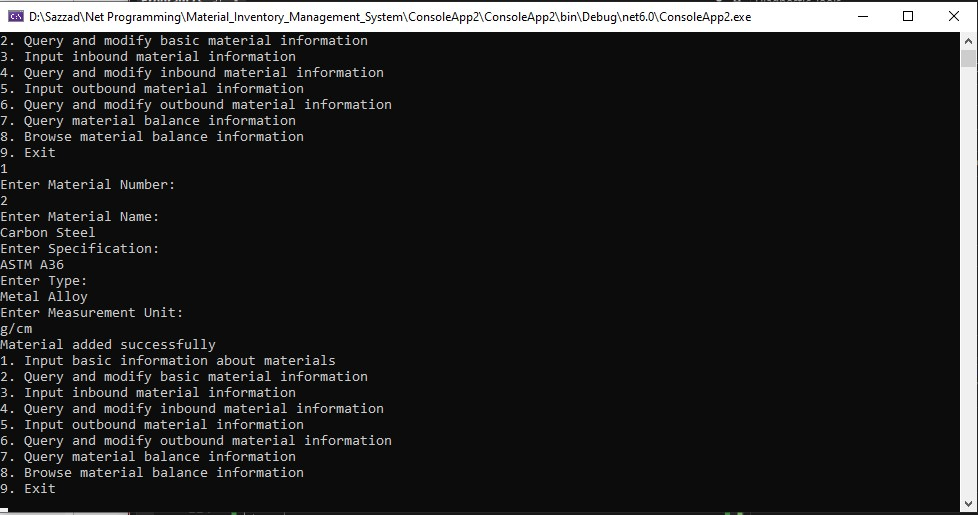 D:\Sazzad\Net Programming\Material_Inventory_Management_System\ConsoleApp2\ConsoleApp2\bin\Debug\net6.0\ConsoleApp2.exe
2. Query and modify basic material information
3. Input inbound material information
4. Query and modify inbound material information
5. Input outbound material information
6. Query and modify outbound material information
7. Query material balance information
8. Browse material balance information
9. Exit
1
Enter Material Number:
2
Enter Material Name:
Carbon Steel
Enter Specification:
ASTM A36
Enter Type:
Metal Alloy
Enter Measurement Unit:
g/cm
Material added successfully
1. Input basic information about materials
2. Query and modify basic material information
3. Input inbound material information
4. Query and modify inbound material information
5. Input outbound material information
6. Query and modify outbound material information
7. Query material balance information
8. Browse material balance information
9. Exit